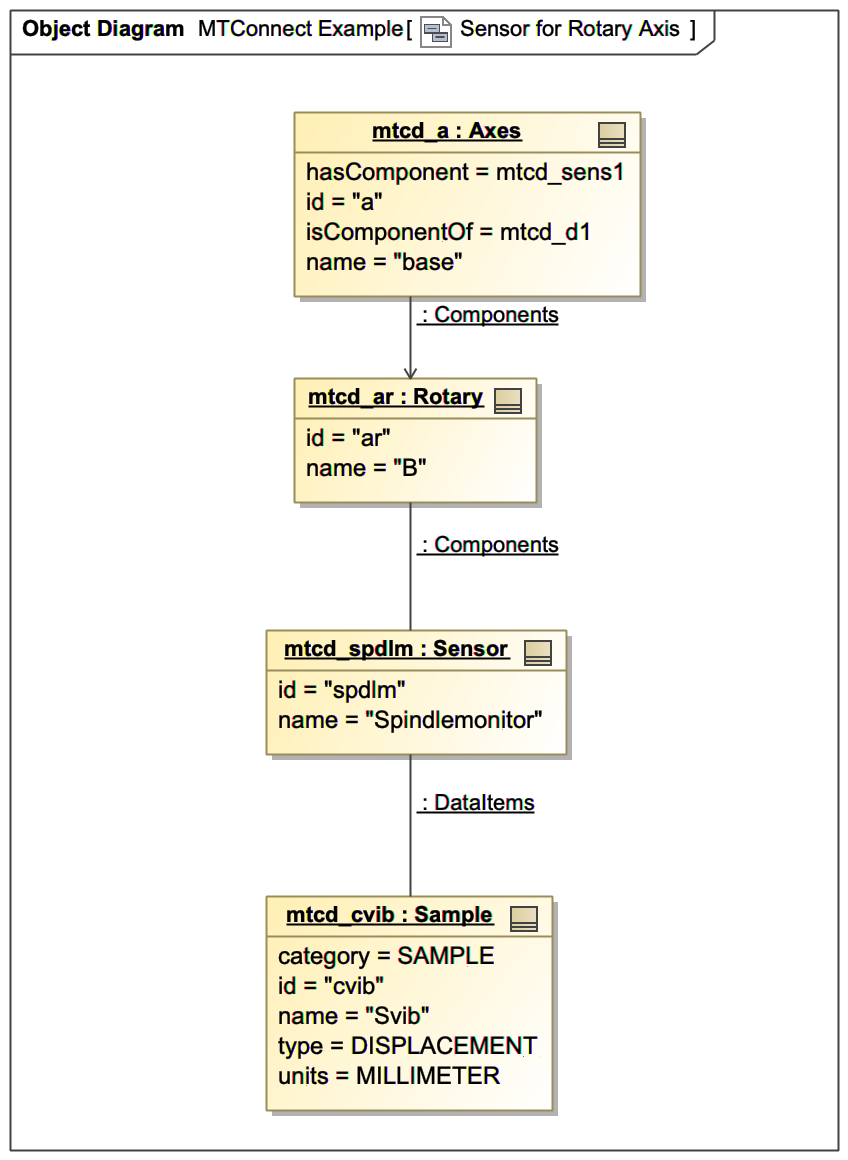 Object Diagram MTConnect Example[ Sensor for Rotary Axis ]
mtcd_a : Axes
hasComponent = mtcd_sens1
id = "a"
isComponentOf = mtcd_d1
name = "base"
: Components
mtcd_ar : Rotary
id = "ar"
name = "B"
: Components
mtcd_spdlm : Sensor
id = "spdlm"
name = "Spindlemonitor"
: DataItems
mtcd_cvib : Sample
category = SAMPLE
id = "cvib"
name = "Svib"
type = DISPLACEMENT
units = MILLIMETER